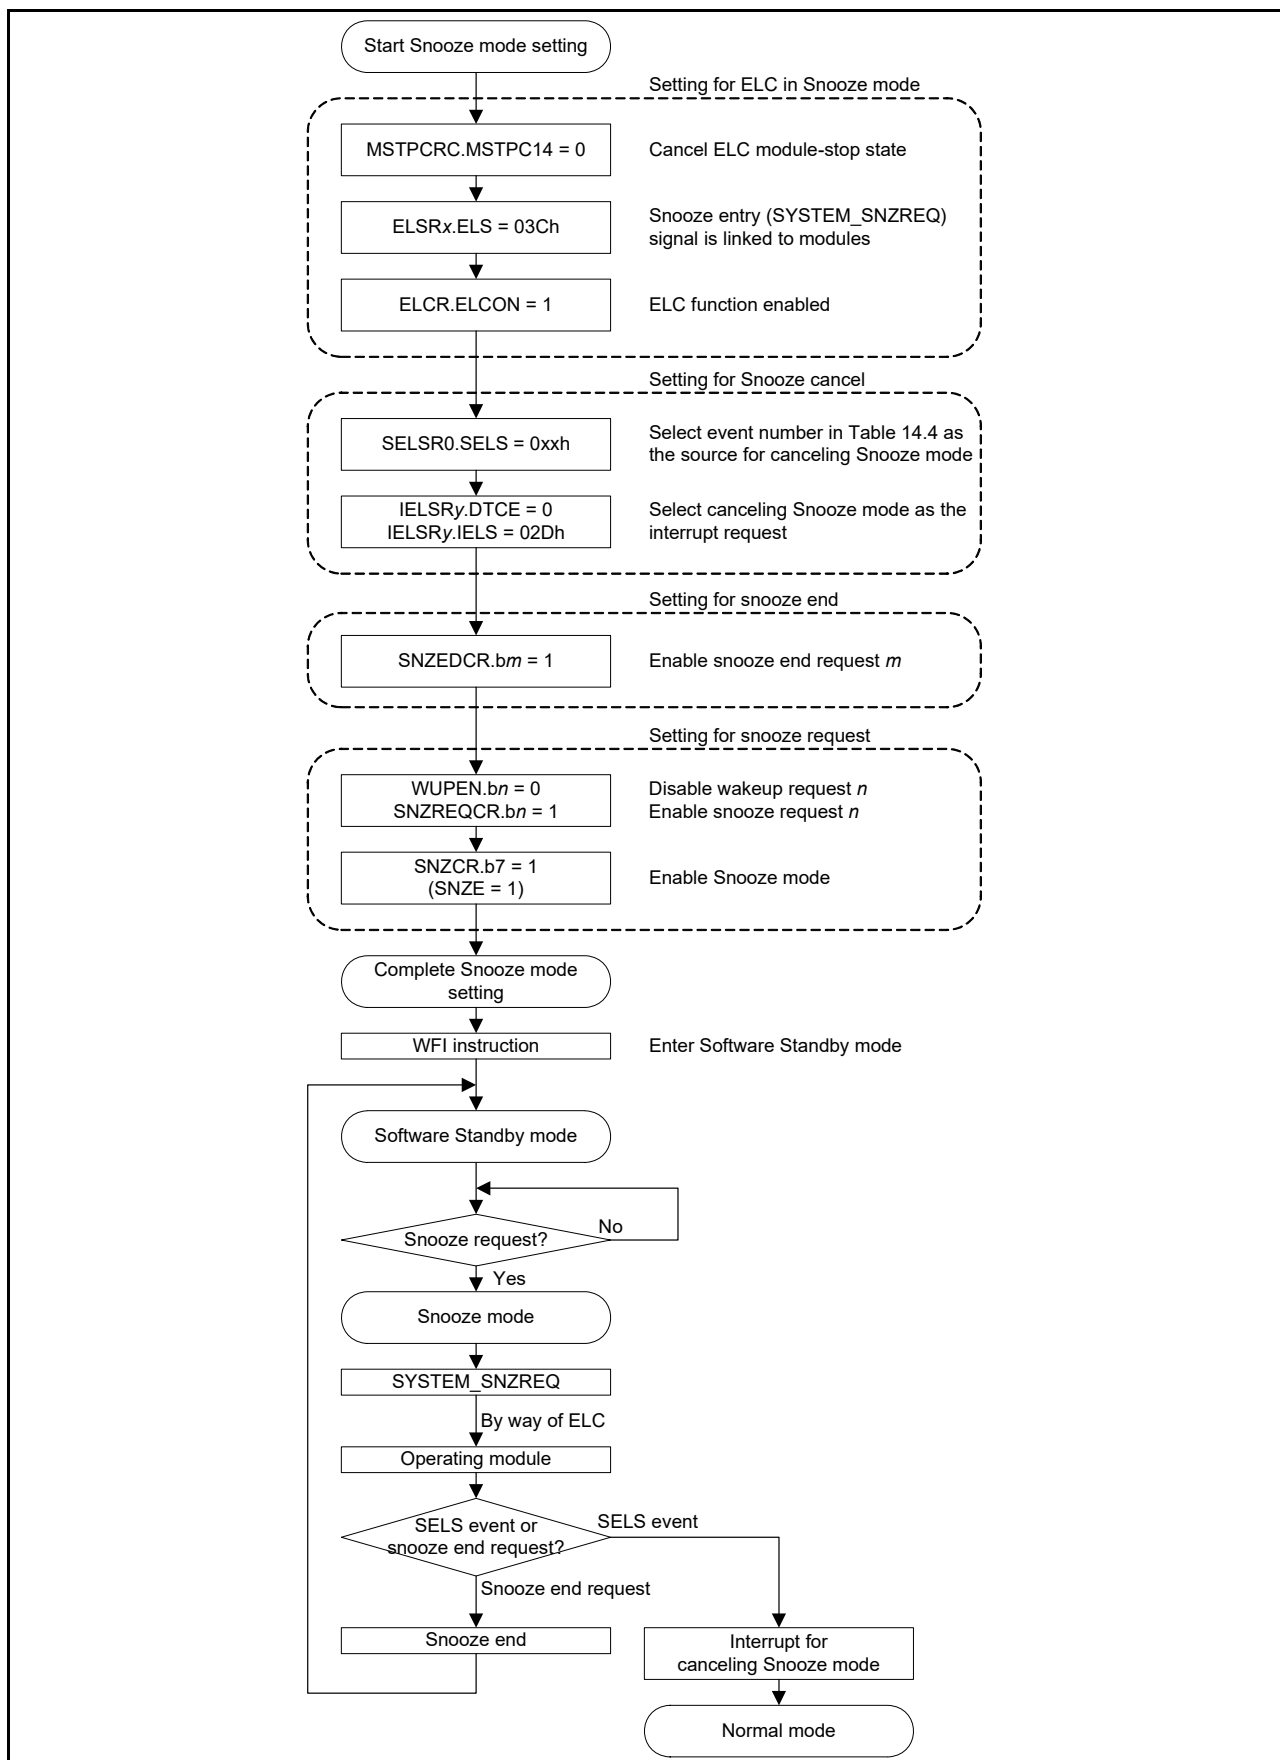 Start Snooze mode setting
Setting for ELC in Snooze mode
MSTPCRC.MSTPC14 = 0
Cancel ELC module-stop state
ELSRx.ELS = 03Ch
Snooze entry (SYSTEM_SNZREQ)
signal is linked to modules
ELCR.ELCON = 1
ELC function enabled
Setting for Snooze cancel
SELSR0.SELS = 0xxh
Select event number in Table 14.4 as
the source for canceling Snooze mode
IELSRy.DTCE = 0
IELSRy.IELS = 02Dh
Select canceling Snooze mode as the
interrupt request
Setting for snooze end
SNZEDCR.bm = 1
Enable snooze end request m
Setting for snooze request
WUPEN.bn = 0
SNZREQCR.bn = 1
Disable wakeup request n
Enable snooze request n
SNZCR.b7 = 1
(SNZE = 1)
Enable Snooze mode
Complete Snooze mode
setting
WFI instruction
Enter Software Standby mode
Software Standby mode
Snooze request?
No
Yes
Snooze mode
SYSTEM_SNZREQ
By way of ELC
Operating module
SELS event or
snooze end request?
SELS event
Snooze end request
Snooze end
Interrupt for
canceling Snooze mode
Normal mode